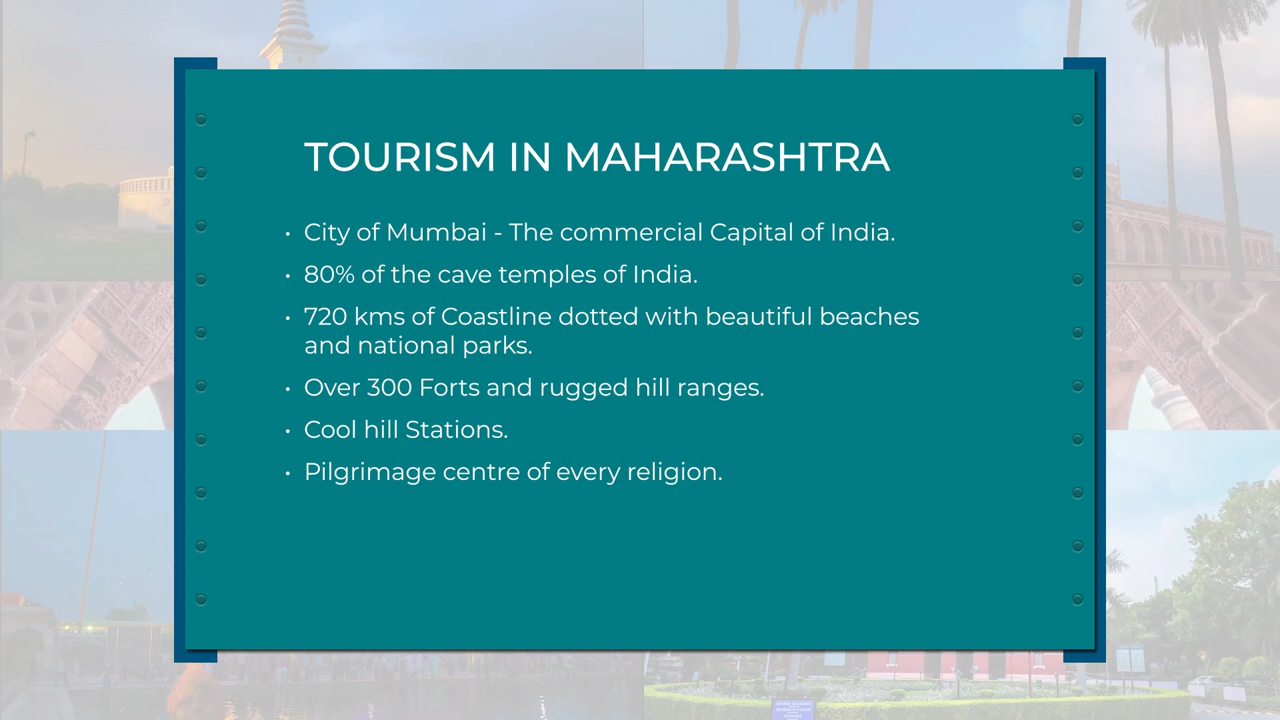 TOURISM IN MAHARASHTRA
• City of Mumbai - The commercial Capital of India.
• 80% of the cave temples of India.
• 720 kms of Coastline dotted with beautiful beaches
and national parks.
• Over 300 Forts and rugged hill ranges.
• Cool hill Stations.
• Pilgrimage centre of every religion.